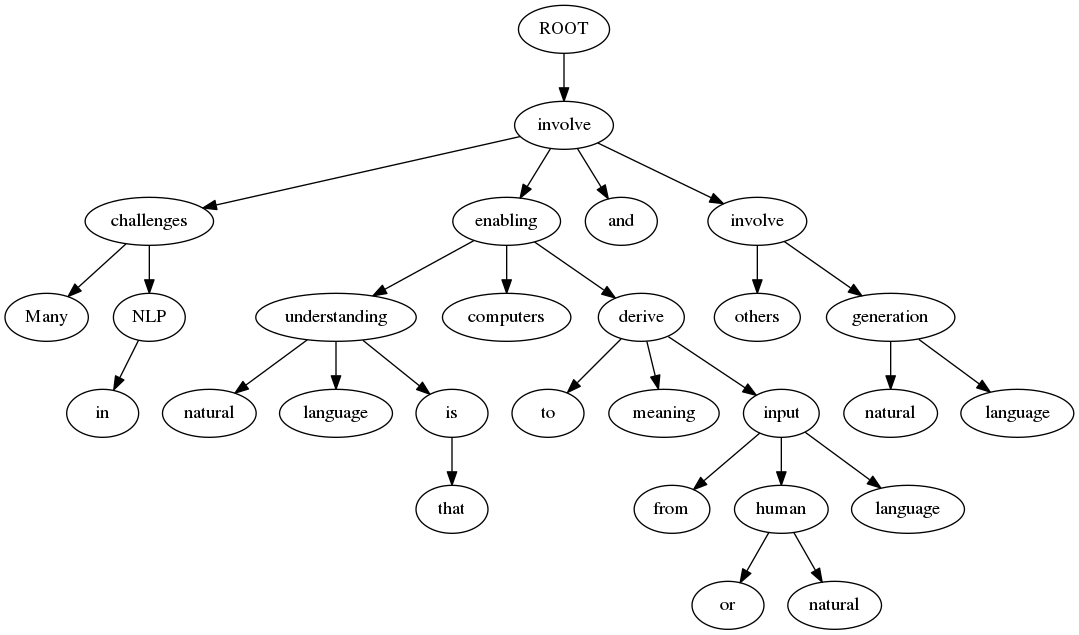 ROOT
involve
challenges enabling and involve
Many NLP understanding computers derive others generation
in natural language is to meaning input natural language
that from human language
or natural